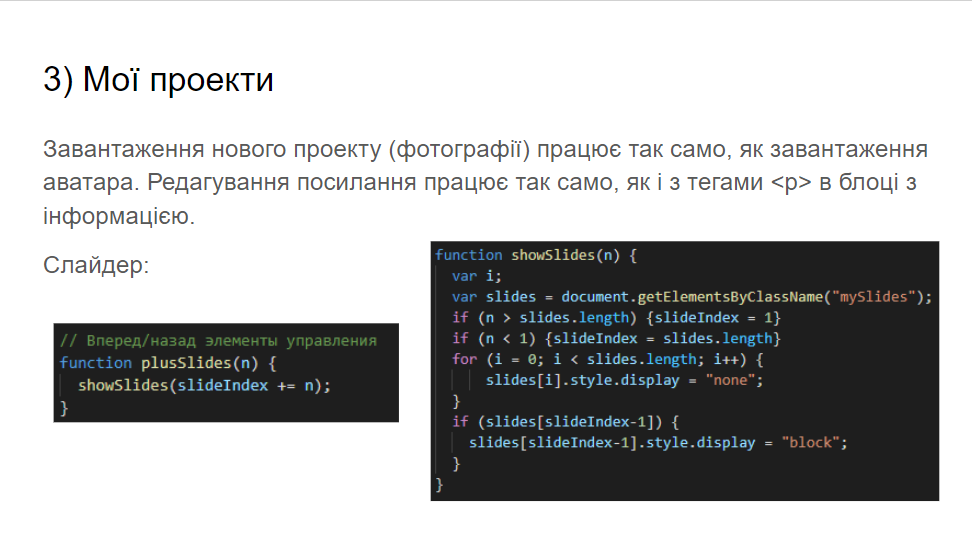 3) Мої проекти
Завантаження нового проекту (фотографії) працює так само, як завантаження
аватара. Редагування посилання працює так само, як і з тегами <p> в блоці з
інформацією.
Слайдер:
// Вперед/назад элементы управления
function plusSlides(n) {
  showSlides(slideIndex += n);
}
function showSlides(n) {
  var i;
  var slides = document.getElementsByClassName("mySlides");
  if (n > slides.length) {slideIndex = 1}
  if (n < 1) {slideIndex = slides.length}
  for (i = 0; i < slides.length; i++) {
      slides[i].style.display = "none";
  }
  if (slides[slideIndex-1]) {
    slides[slideIndex-1].style.display = "block";
  }
}